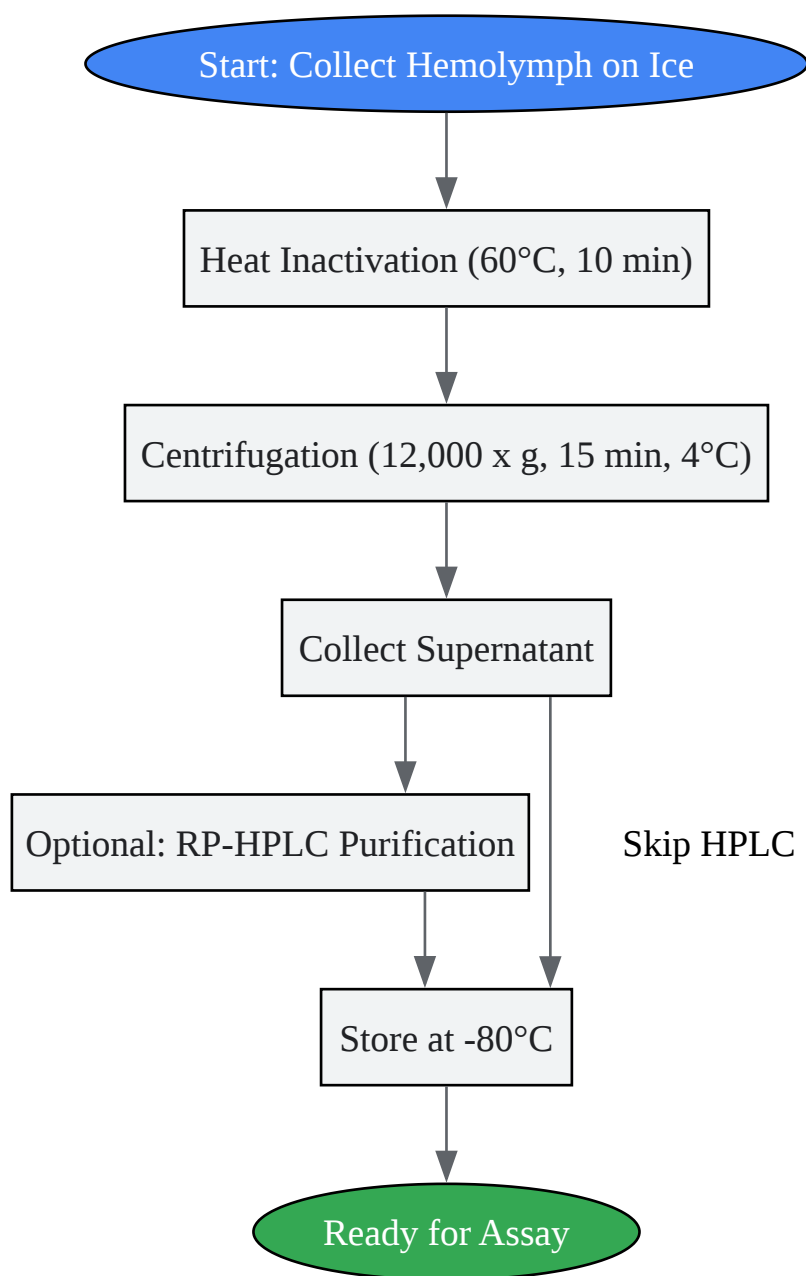 Start: Collect Hemolymph on Ice
Heat Inactivation (60°C, 10 min)
Centrifugation (12,000 x g, 15 min, 4°C)
Collect Supernatant
Optional: RP-HPLC Purification
Skip HPLC
Store at -80°C
Ready for Assay